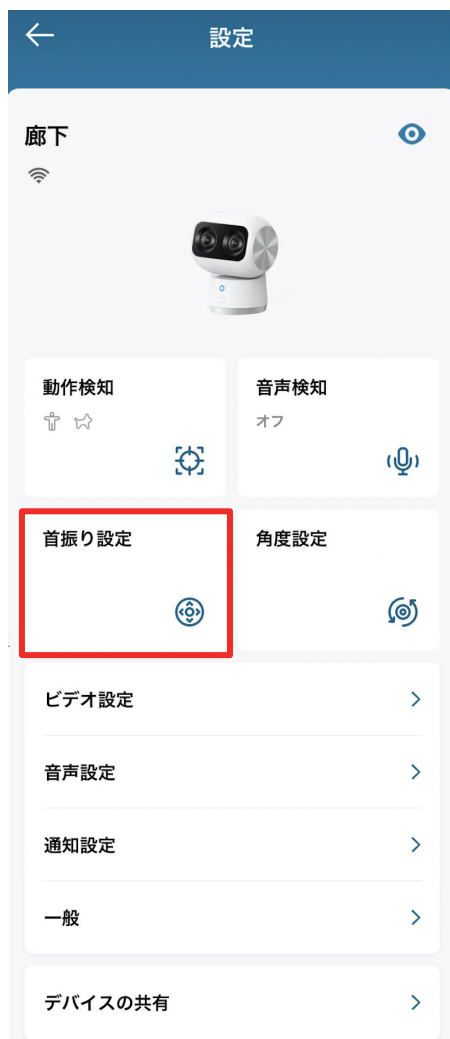 設定
廊下
動作検知
音声検知
オフ
首振り設定
角度設定
ビデオ設定
音声設定
通知設定
一般
デバイスの共有